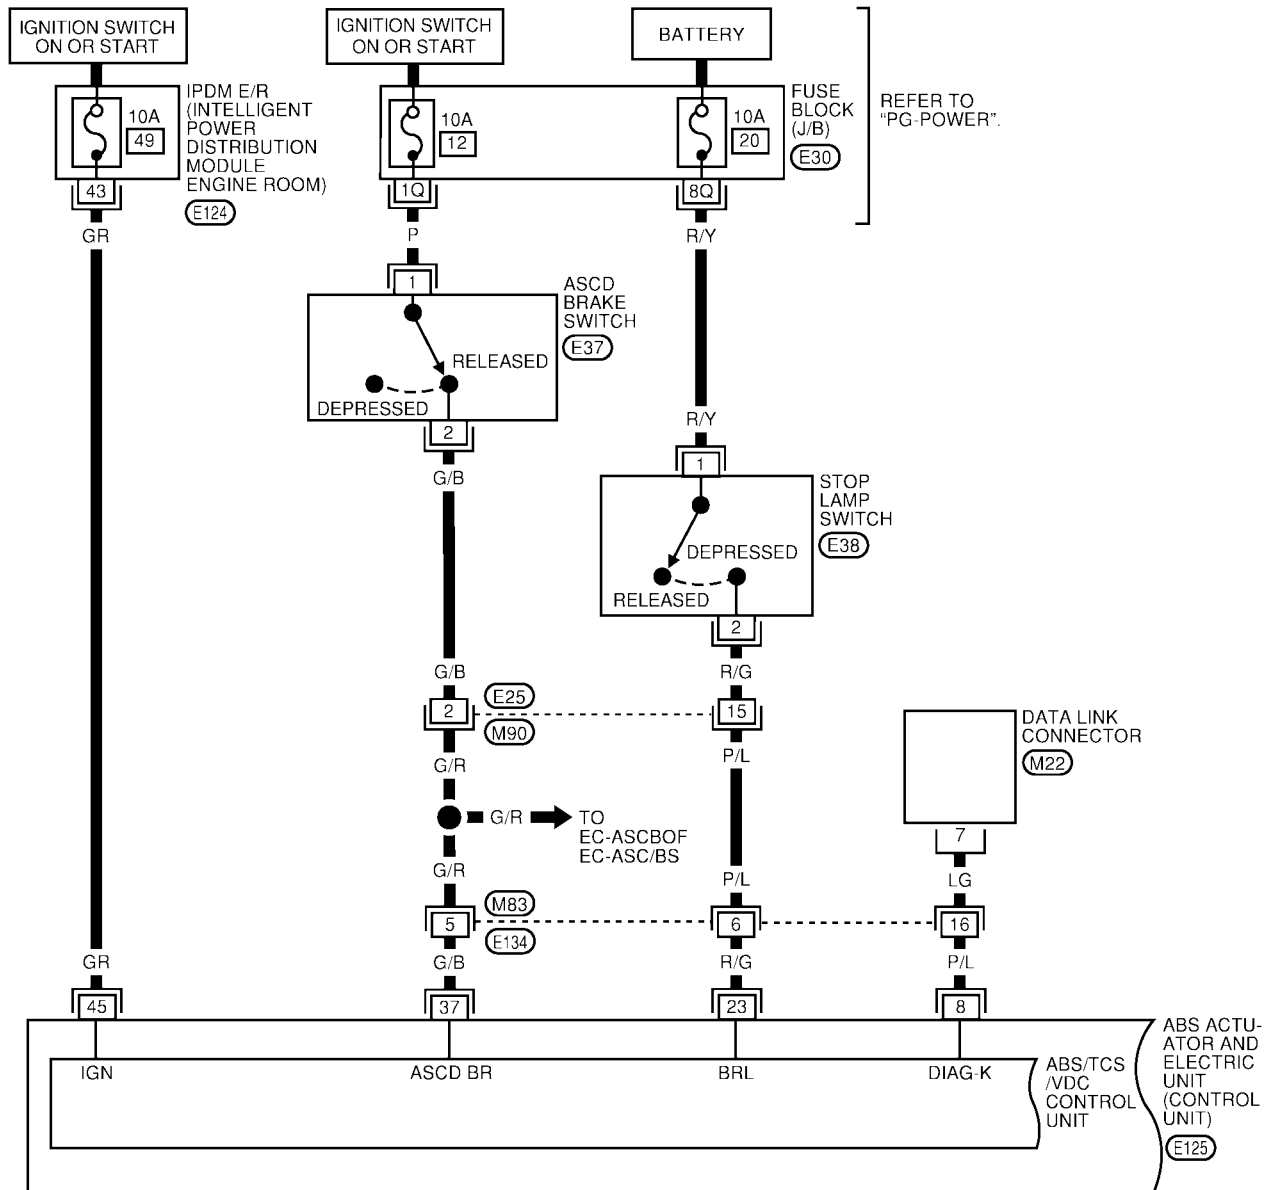 IGNITION SWITCH
ON OR START
IGNITION SWITCH
ON OR START
BATTERY
IPDM E/R
(INTELLIGENT
POWER
DISTRIBUTION
MODULE
ENGINE ROOM)
E124
10A
49
10A
12
10A
20
FUSE
BLOCK
(J/B)
E30
REFER TO
"PG-POWER".
43
1Q
8Q
GR
P
R/Y
1
ASCD
BRAKE
SWITCH
E37
RELEASED
DEPRESSED
2
G/B
R/Y
1
STOP
LAMP
SWITCH
E38
DEPRESSED
RELEASED
2
G/B
R/G
2
E25
M90
15
G/R
P/L
DATA LINK
CONNECTOR
M22
G/R
TO
EC-ASCBOF
EC-ASC/BS
7
G/R
P/L
LG
5
M83
E134
6
16
GR
G/B
R/G
P/L
45
37
23
8
IGN
ASCD BR
BRL
DIAG-K
ABS/TCS
/VDC
CONTROL
UNIT
ABS ACTU-
ATOR AND
ELECTRIC
UNIT
(CONTROL
UNIT)
E125